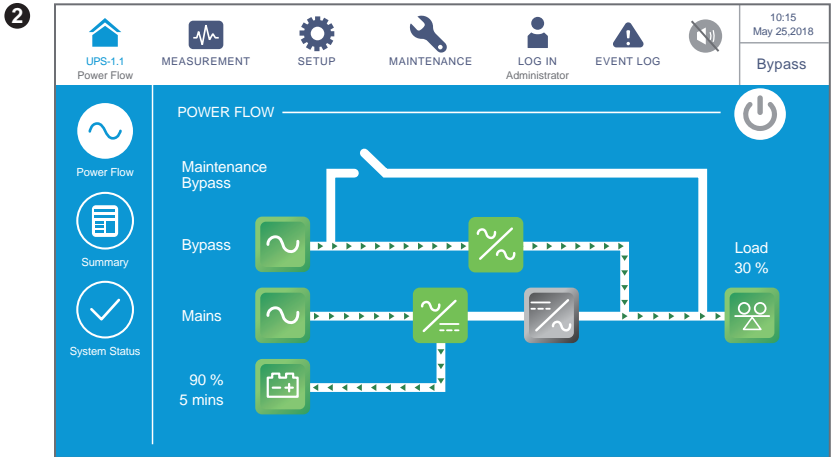 2
10:15
May 25,2018
UPS-1.1
Power Flow
MEASUREMENT
SETUP
MAINTENANCE
LOG IN
Administrator
EVENT LOG
Bypass
POWER FLOW
Power Flow
Maintenance
Bypass
Bypass
Summary
Load
30 %
Mains
System Status
90 %
5 mins